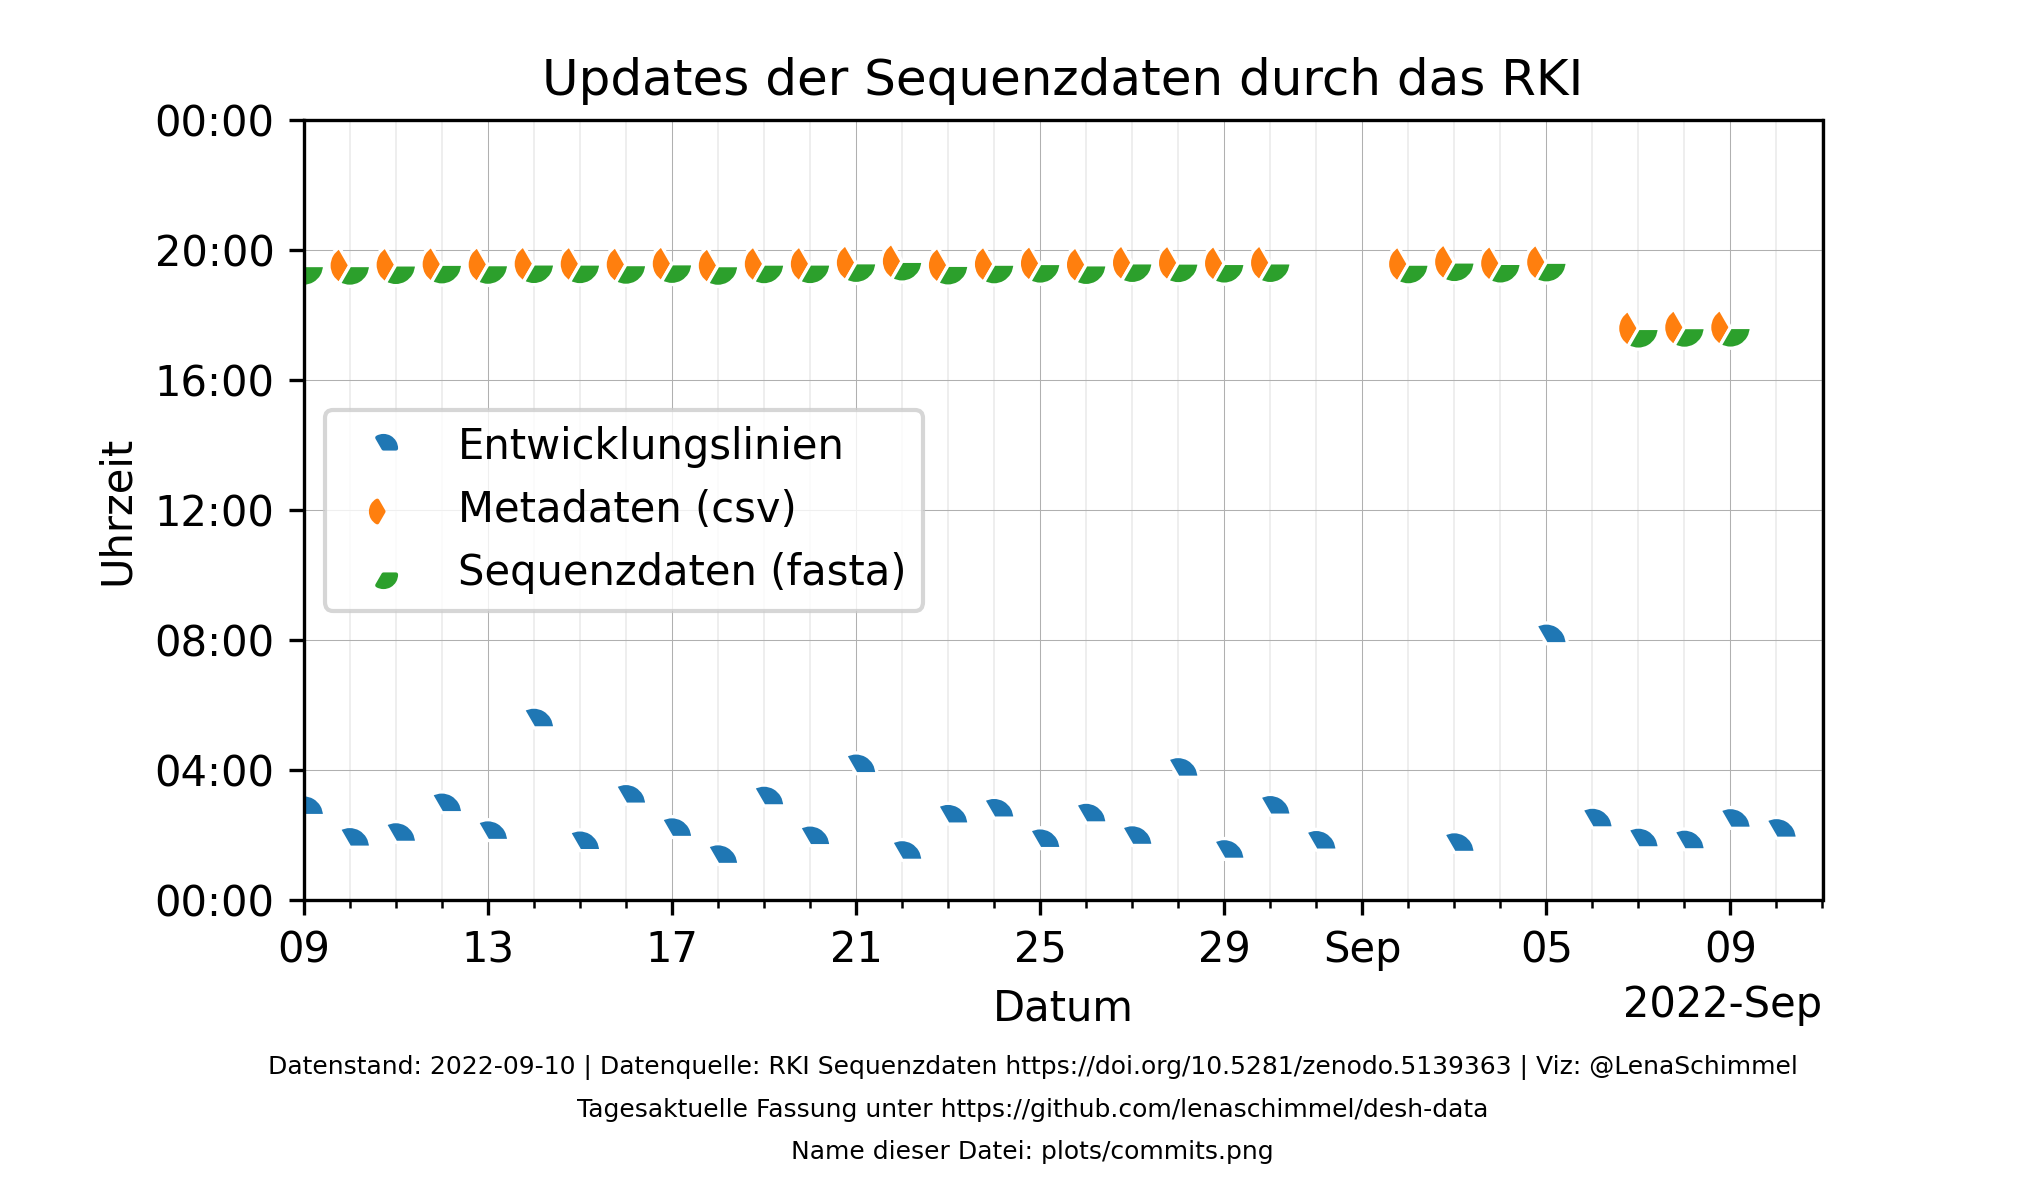 Updates der Sequenzdaten durch das RKI
00:00
20:00
16:00
12:00
08:00
04:00
00:00
Uhrzeit
Entwicklungslinien
Metadaten (csv)
Sequenzdaten (fasta)
09 13 17 21 25 29 Sep 05 09
2022-Sep
Datum
Datenstand: 2022-09-10 | Datenquelle: RKI Sequenzdaten https://doi.org/10.5281/zenodo.5139363 | Viz: @LenaSchimmel
Tagesaktuelle Fassung unter https://github.com/lenaschimmel/desh-data
Name dieser Datei: plots/commits.png